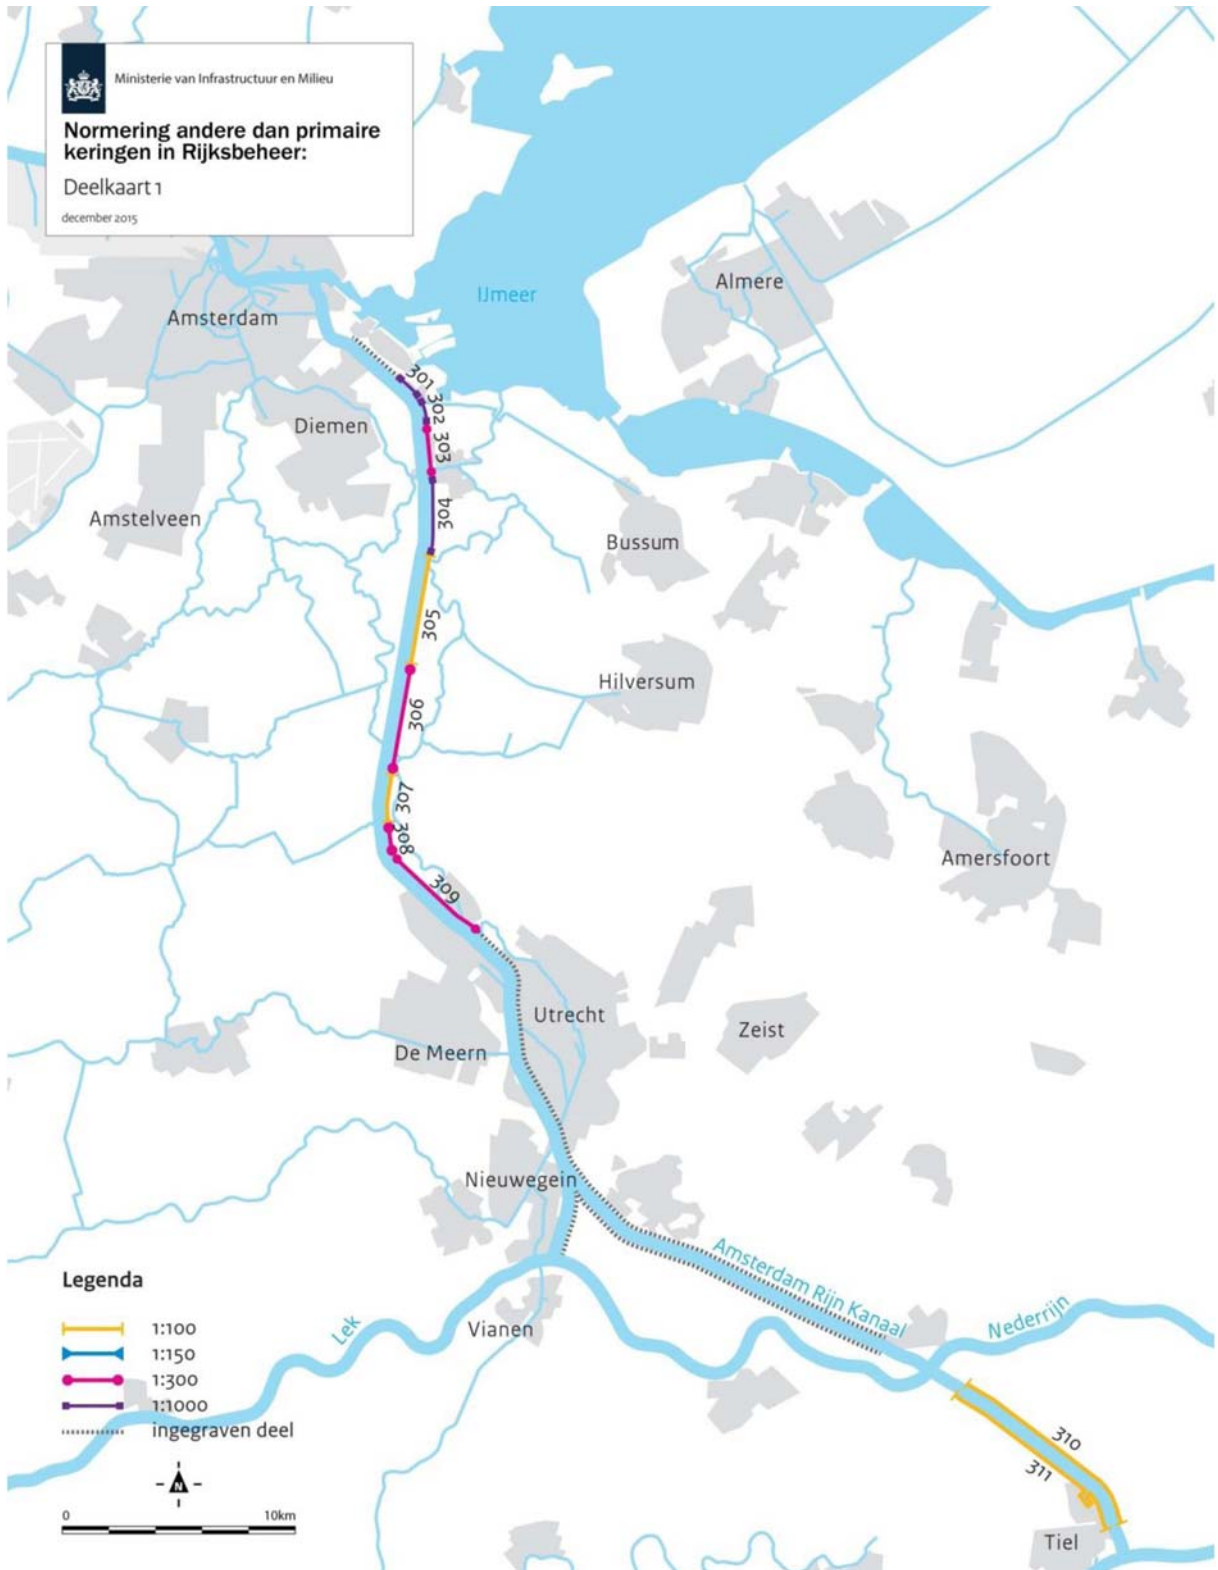 Ministerie van Infrastructuur en Milieu
Normering andere dan primaire
keringen in Rijksbeheer:
Deelkaart 1
december 2015
IJmeer
Almere
Amsterdam
301
302
Diemen
303
304
Amstelveen
Bussum
305
Hilversum
306
307
308
Amersfoort
309
Utrecht
Zeist
De Meern
Nieuwegein
Amsterdam Rijn Kanaal
Nederrijn
Lek
Vianen
Legenda
1:100
1:150
1:300
1:1000
ingegraven deel
N
0 10km
310
311
Tiel